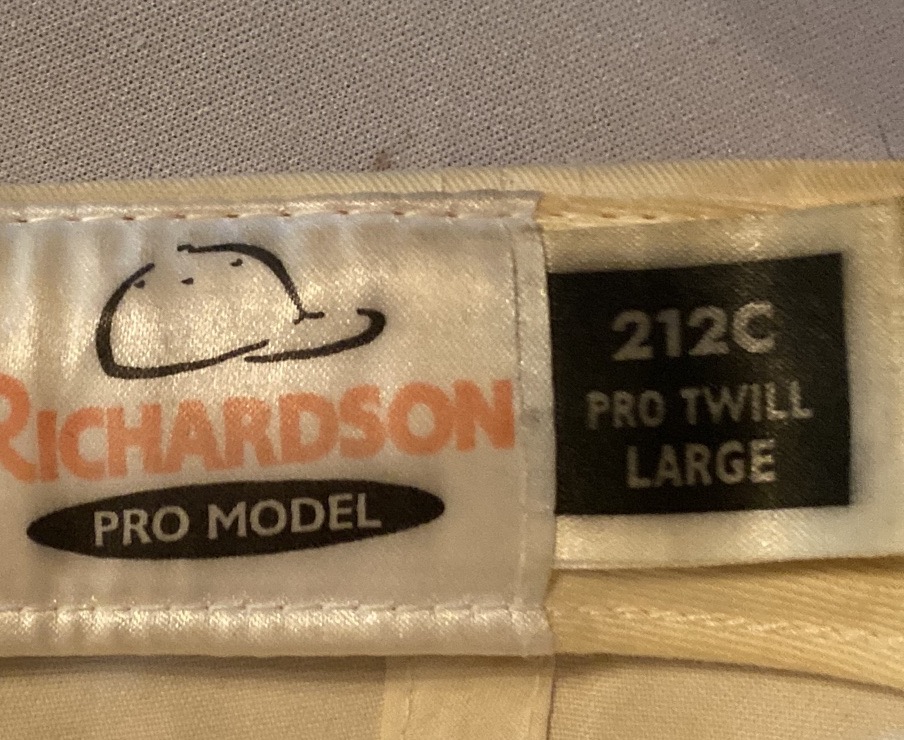 RICHARDSON
PRO MODEL
212C
PRO TWILL
LARGE